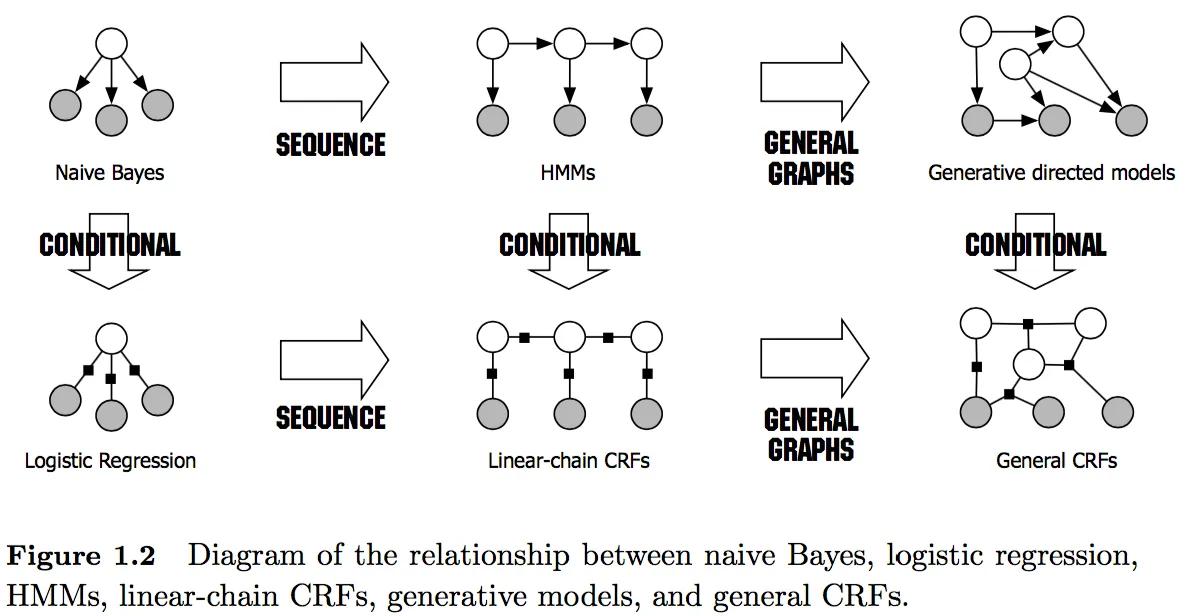 SEQUENCE
GENERAL
GRAPHS
Naive Bayes
HMMs
Generative directed models
CONDITIONAL
CONDITIONAL
CONDITIONAL
SEQUENCE
GENERAL
GRAPHS
Logistic Regression
Linear-chain CRFs
General CRFs
Figure 1.2 Diagram of the relationship between naive Bayes, logistic regression,
HMMs, linear-chain CRFs, generative models, and general CRFs.